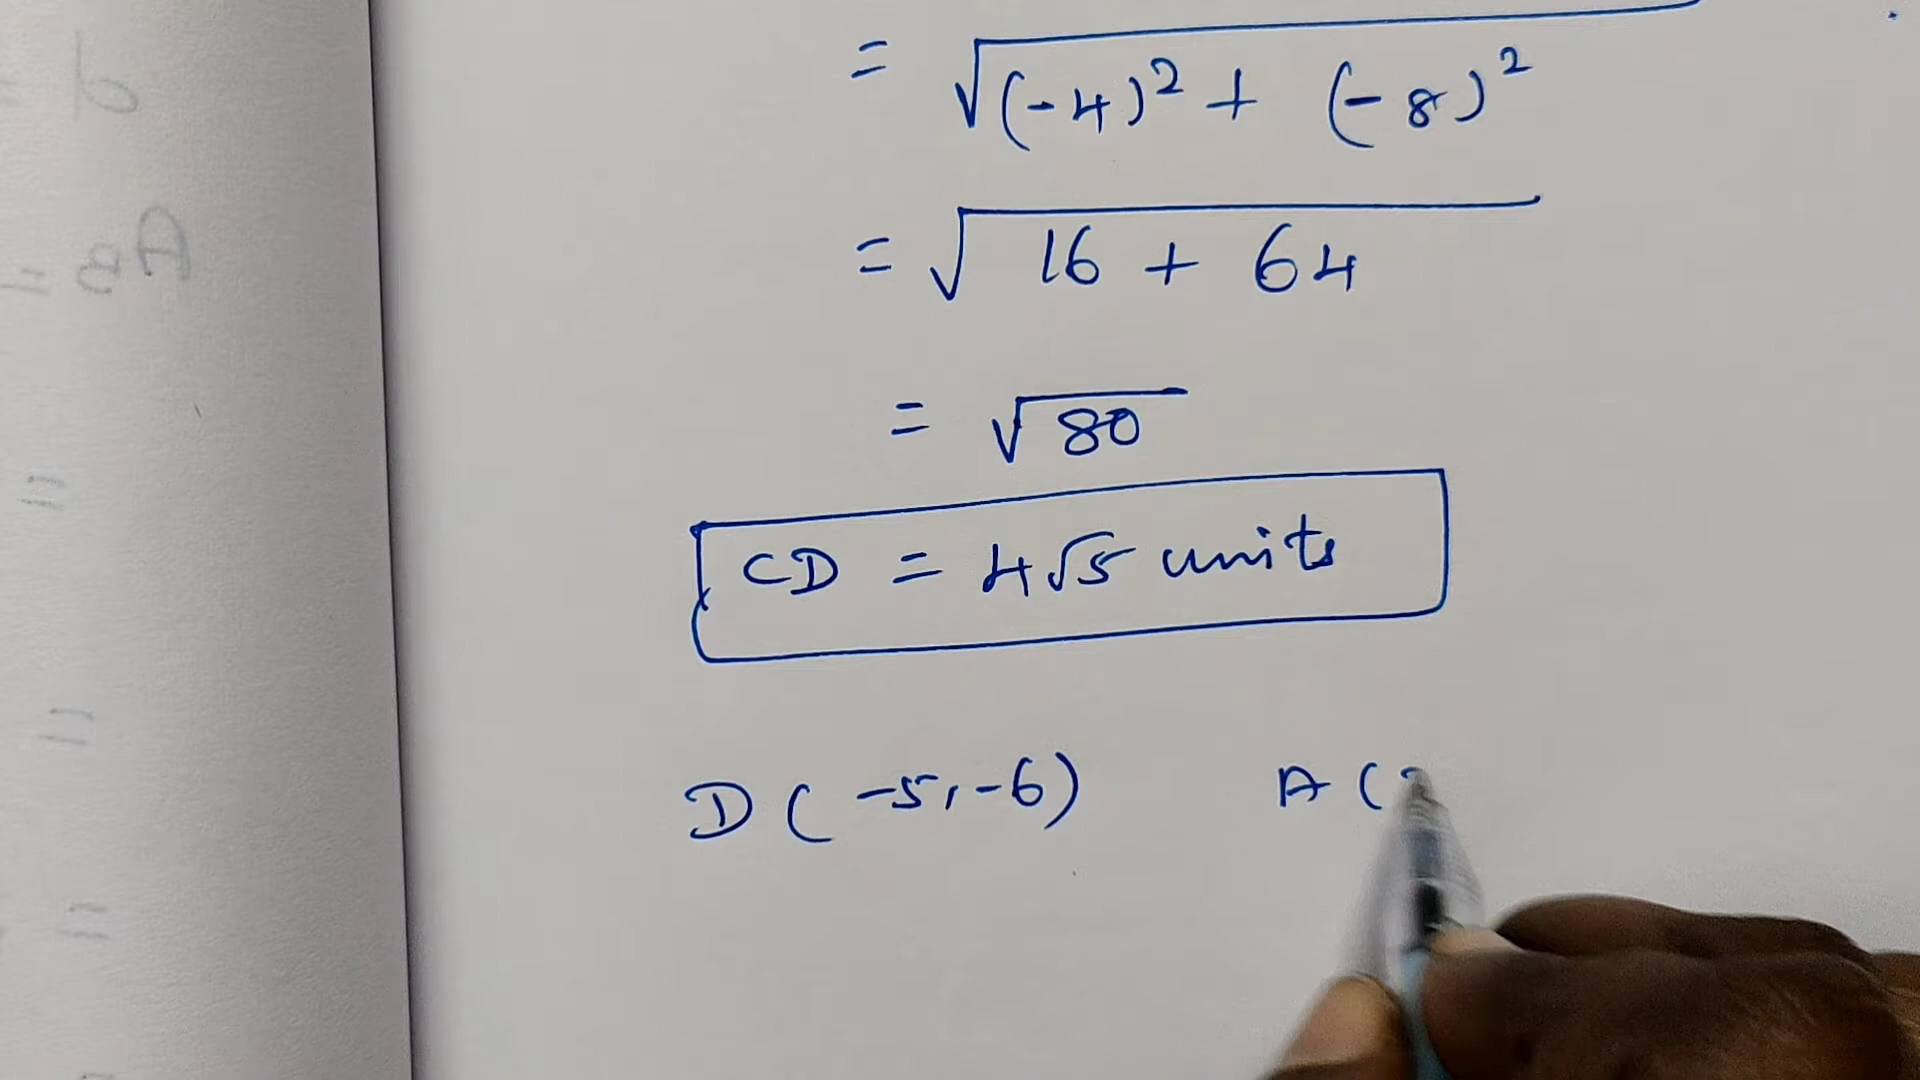 = √(-4)² + (-8)²
= √16 + 64
= √80
CD = 4√5 units
D(-5,-6) A(